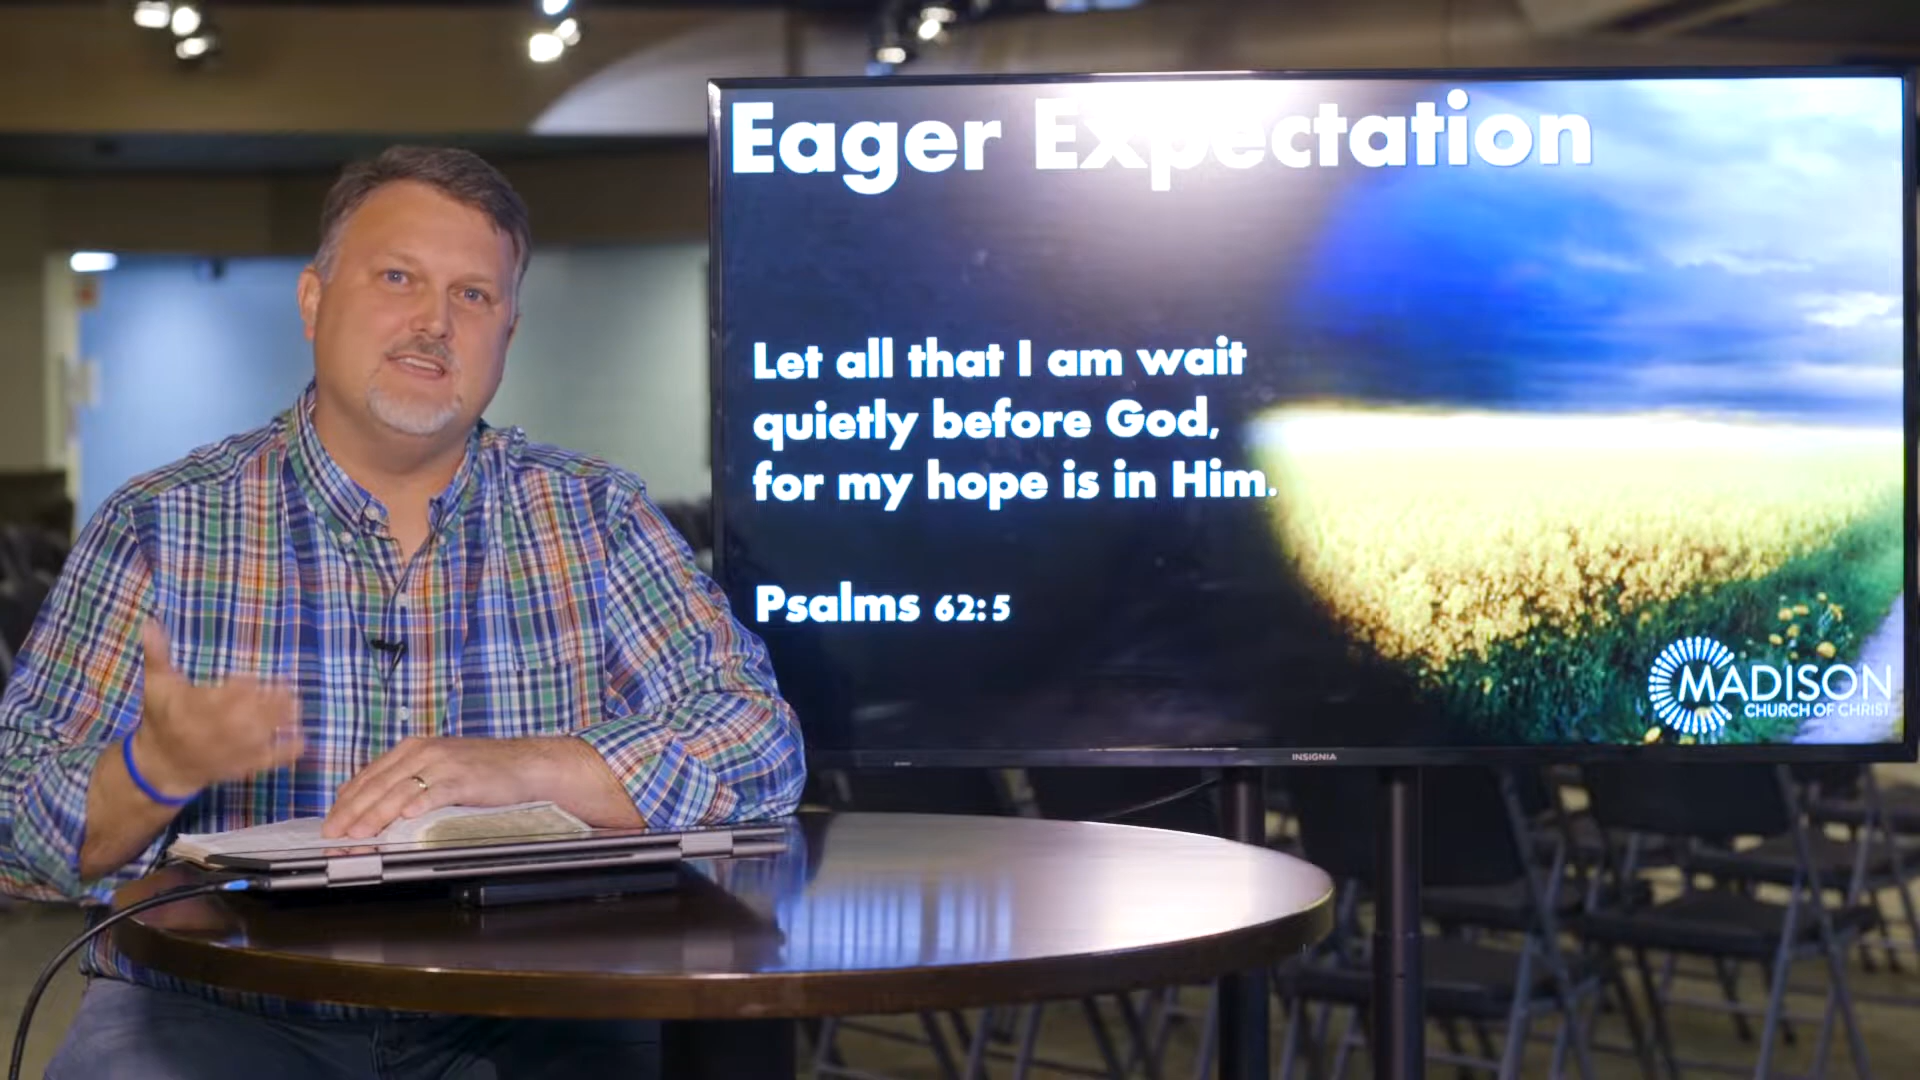 Eager Expectation
Let all that I am wait
quietly before God,
for my hope is in Him.
Psalms 62:5
MADISON
CHURCH OF CHRIST
INSIGNIA